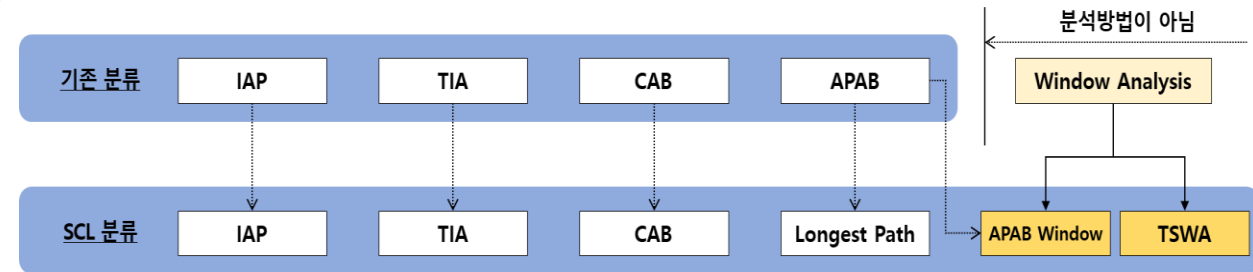 분석방법이 아님
기존 분류
IAP
TIA
CAB
APAB
Window Analysis
SCL 분류
IAP
TIA
CAB
Longest Path
APAB Window
TSWA